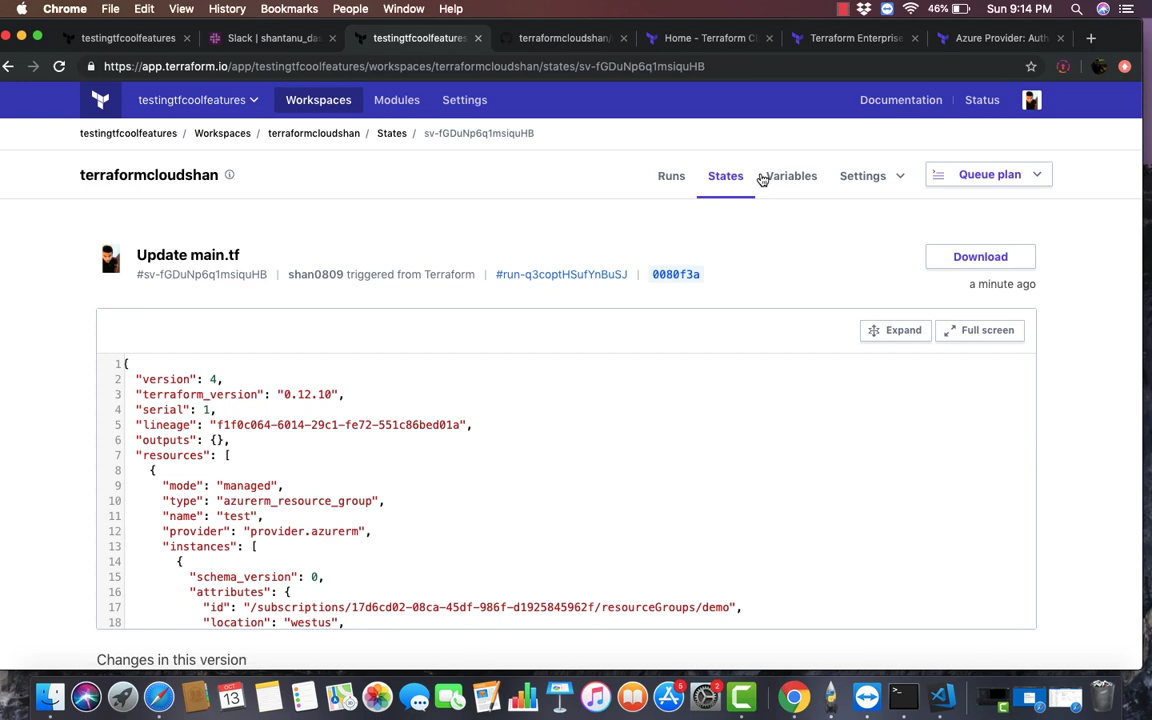 Chrome File Edit View History Bookmarks People Window Help 46% Sun 9:14 PM
testingtfcoolfeatures × Slack | shantanu_da × testingtfcoolfeatures × terraformcloudshan/ × Home - Terraform Cl × Terraform Enterprise × Azure Provider: Auth × +
https://app.terraform.io/app/testingtfcoolfeatures/workspaces/terraformcloudshan/states/sv-fGDuNp6q1msiquHB
testingtfcoolfeatures Workspaces Modules Settings Documentation | Status
testingtfcoolfeatures / Workspaces / terraformcloudshan / States / sv-fGDuNp6q1msiquHB
terraformcloudshan Runs States Variables Settings Queue plan
Update main.tf Download
#sv-fGDuNp6q1msiquHB | shan0809 triggered from Terraform | #run-q3coptHSufYnBuSJ | 0080f3a
a minute ago
Expand Full screen
1 {
2 "version": 4,
3 "terraform_version": "0.12.10",
4 "serial": 1,
5 "lineage": "f1f0c064-6014-29c1-fe72-551c86bed01a",
6 "outputs": {},
7 "resources": [
8 {
9 "mode": "managed",
10 "type": "azurerm_resource_group",
11 "name": "test",
12 "provider": "provider.azurerm",
13 "instances": [
14 {
15 "schema_version": 0,
16 "attributes": {
17 "id": "/subscriptions/17d6cd02-08ca-45df-986f-d1925845962f/resourceGroups/demo",
18 "location": "westus",
Changes in this version
OCT
13
5
2